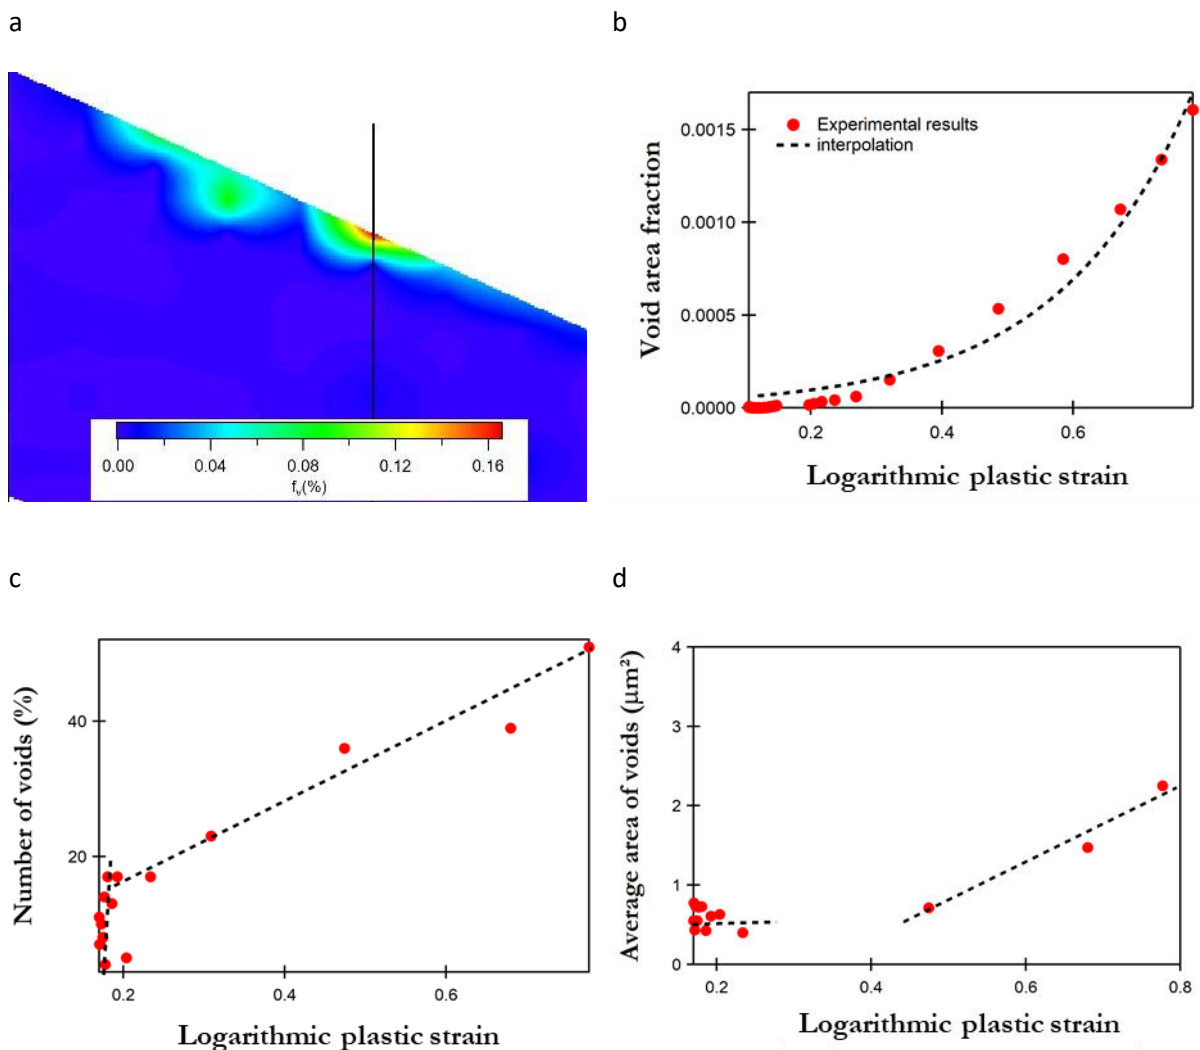 a
b
0.00
0.04
0.08
0.12
0.16
fᵥ(%)
Void area fraction
0.0015
0.0010
0.0005
0.0000
Experimental results
interpolation
0.2
0.4
0.6
Logarithmic plastic strain
c
d
Number of voids (%)
40
20
0.2
0.4
0.6
Logarithmic plastic strain
Average area of voids (μm²)
4
3
2
1
0
0.2
0.4
0.6
0.8
Logarithmic plastic strain